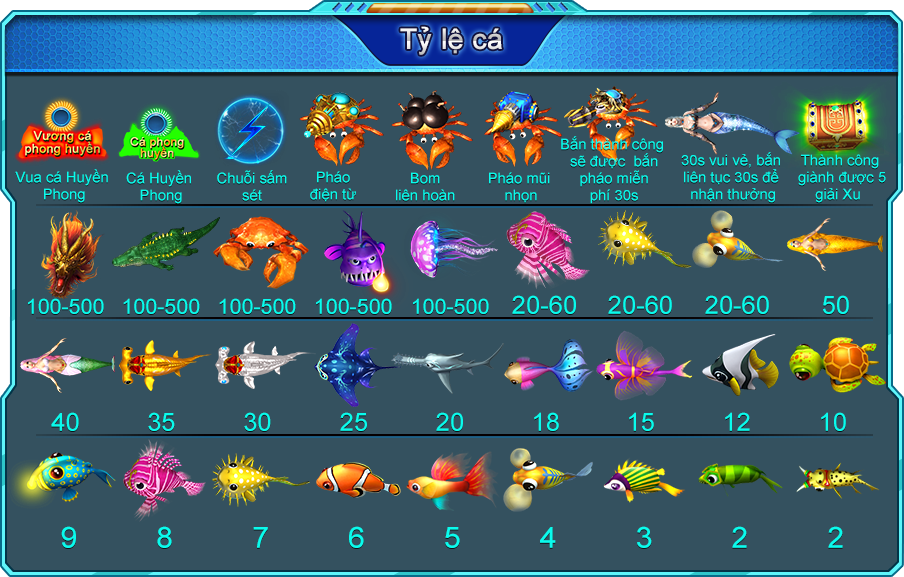 Tỷ lệ cá
Vương cá
phong huyền
Cá phong
huyền
Vua cá Huyền
Phong
Cá Huyền
Phong
Chuỗi sấm
sét
Pháo
điện từ
Bom
liên hoàn
Pháo mũi
nhọn
Bắn thành công
sẽ được bắn
pháo miễn
phí 30s
30s vui vẻ, bắn
liên tục 30s để
nhận thưởng
Thành công
giành được 5
giải Xu
100-500 100-500 100-500 100-500 100-500 20-60 20-60 20-60 50
40 35 30 25 20 18 15 12 10
9 8 7 6 5 4 3 2 2